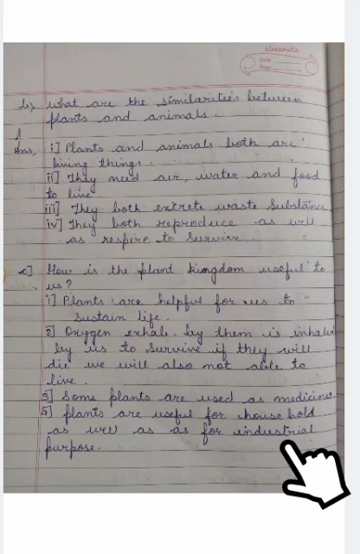 classmate
Date
Page
b) what are the similarities between
plants and animals.
Ans, i] Plants and animals both are
living things.
ii] They need air, water and food
to live
iii] They both excrete waste substance
iv] They both reproduce as well
as respire to survive
c] How is the plant kingdom useful to
us?
1] Plants are helpful for us to
sustain life.
2] Oxygen exhale by them is inhale
by us to survive if they will
die we will also not able to
live.
3] Some plants are used as medicines.
5] plants are useful for household
as well as as for industrial
purpose.